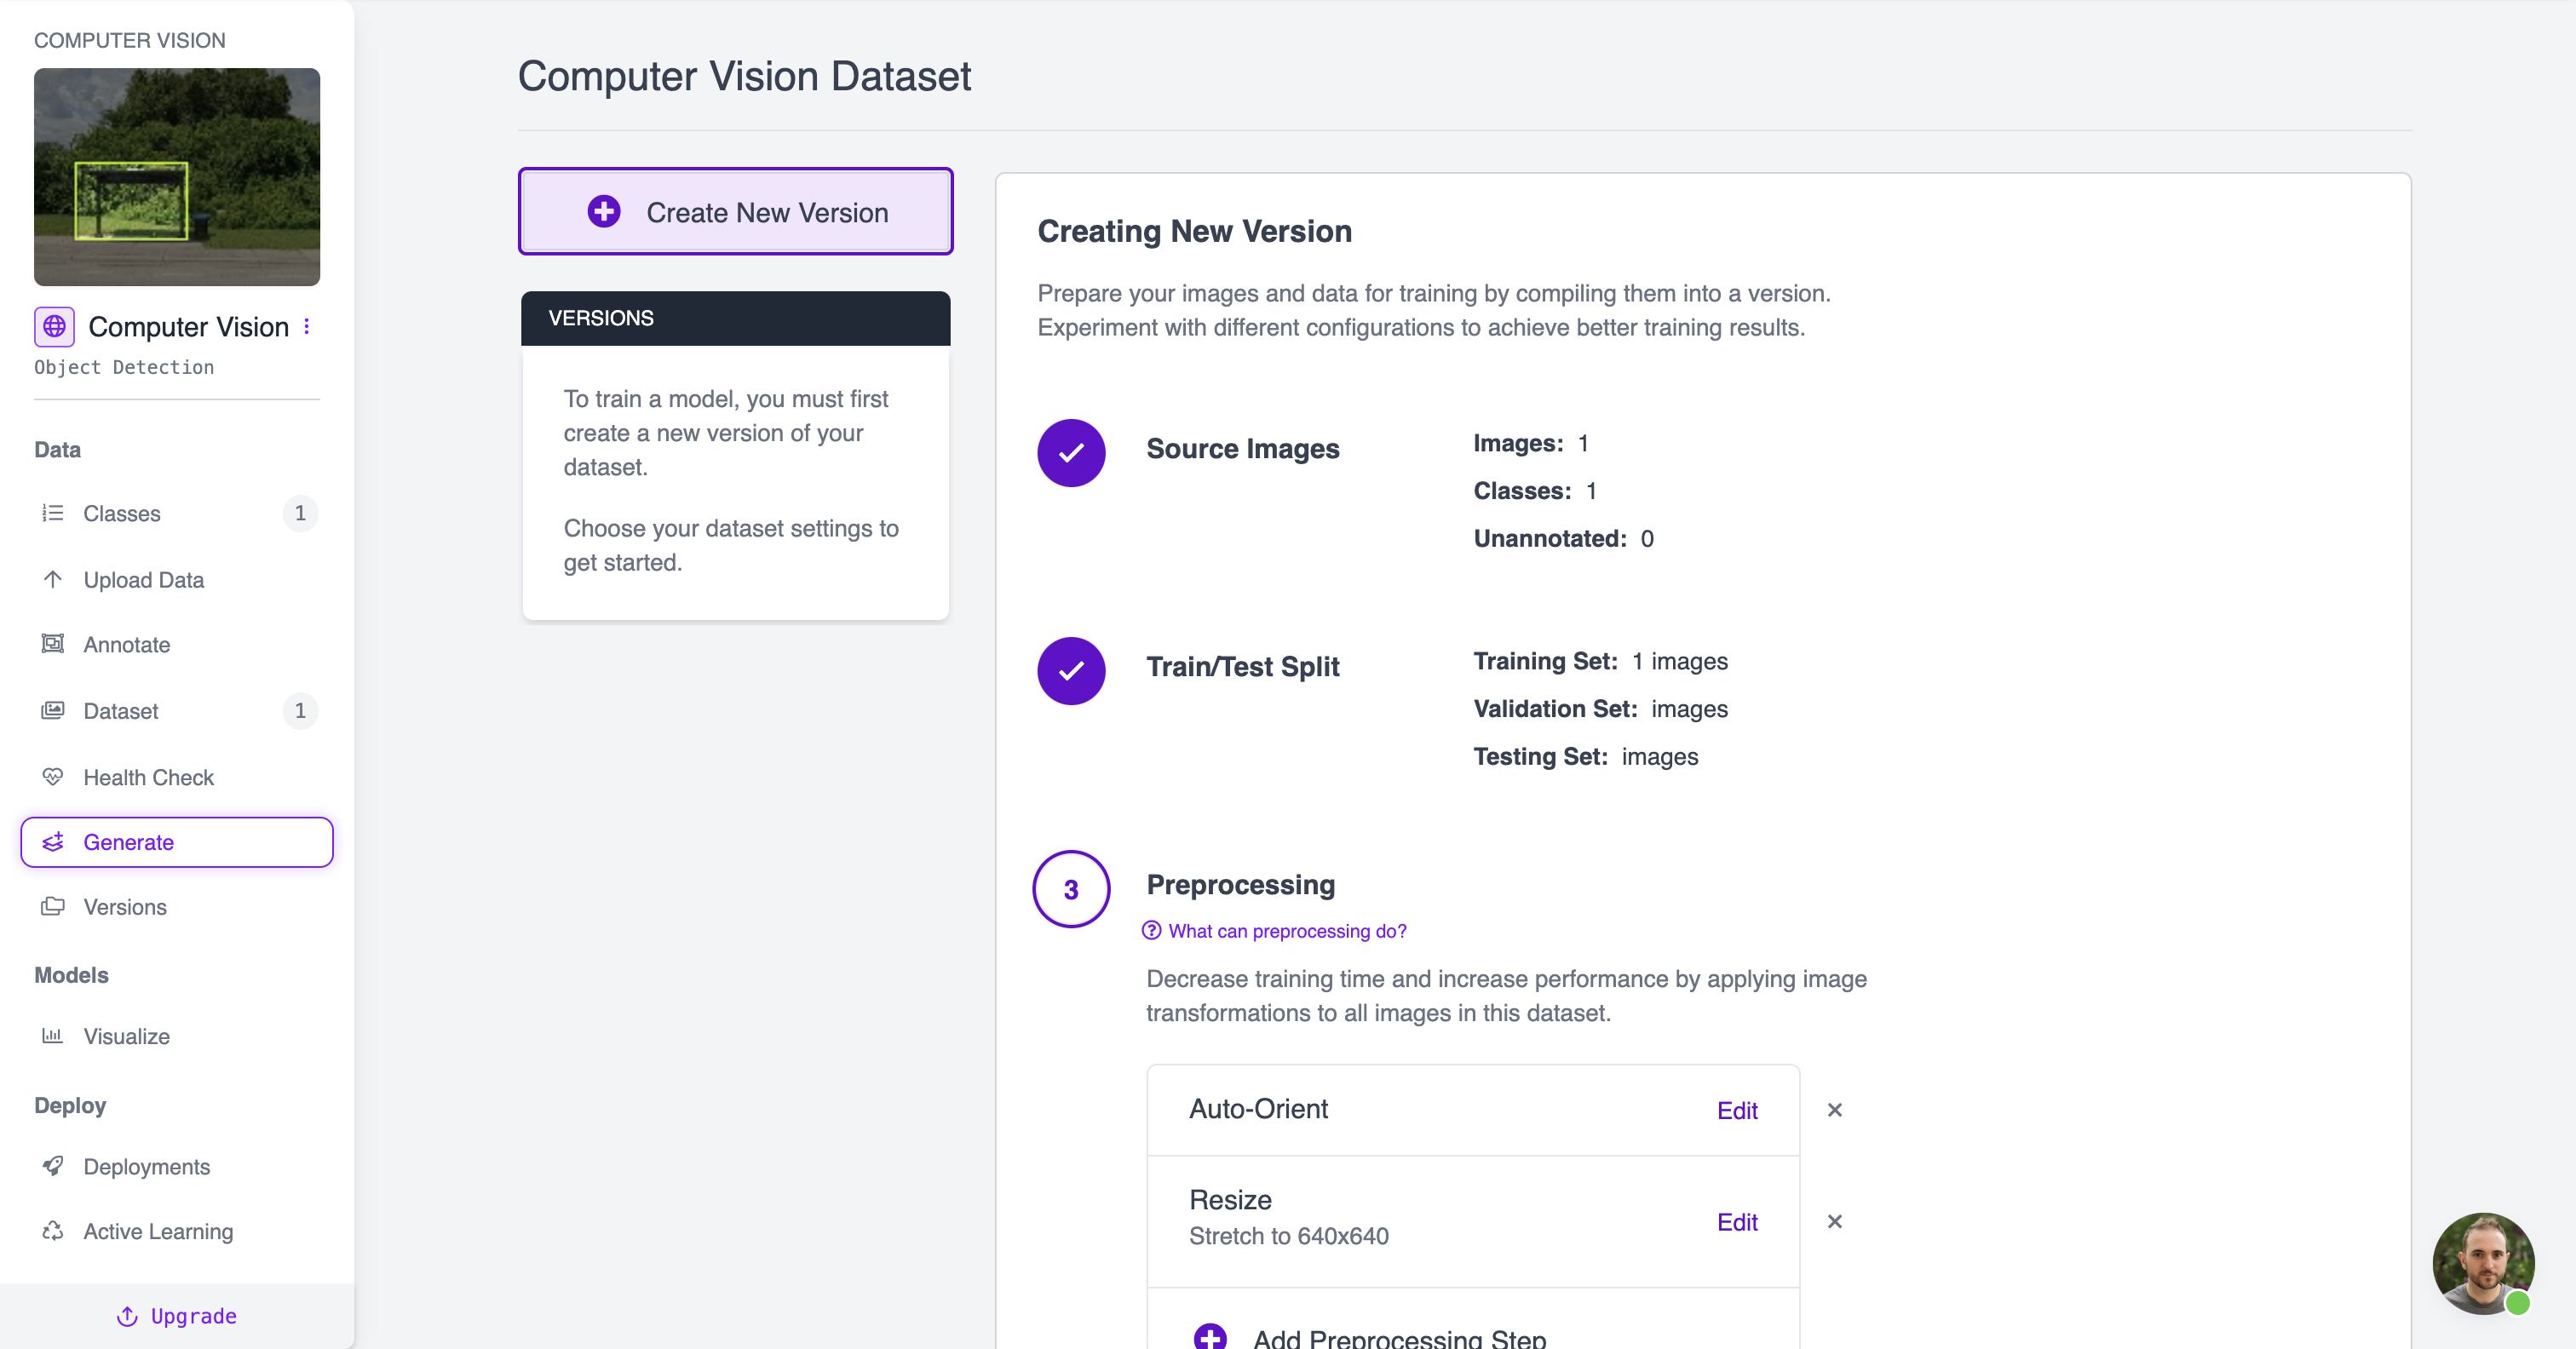 COMPUTER VISION
Computer Vision
Object Detection
Data
Classes 1
Upload Data
Annotate
Dataset 1
Health Check
Generate
Versions
Models
Visualize
Deploy
Deployments
Active Learning
Upgrade
Computer Vision Dataset
Create New Version
VERSIONS
To train a model, you must first
create a new version of your
dataset.
Choose your dataset settings to
get started.
Creating New Version
Prepare your images and data for training by compiling them into a version.
Experiment with different configurations to achieve better training results.
Source Images
Images: 1
Classes: 1
Unannotated: 0
Train/Test Split
Training Set: 1 images
Validation Set: images
Testing Set: images
3
Preprocessing
What can preprocessing do?
Decrease training time and increase performance by applying image
transformations to all images in this dataset.
Auto-Orient
Edit
Resize
Stretch to 640x640
Edit
Add Preprocessing Step